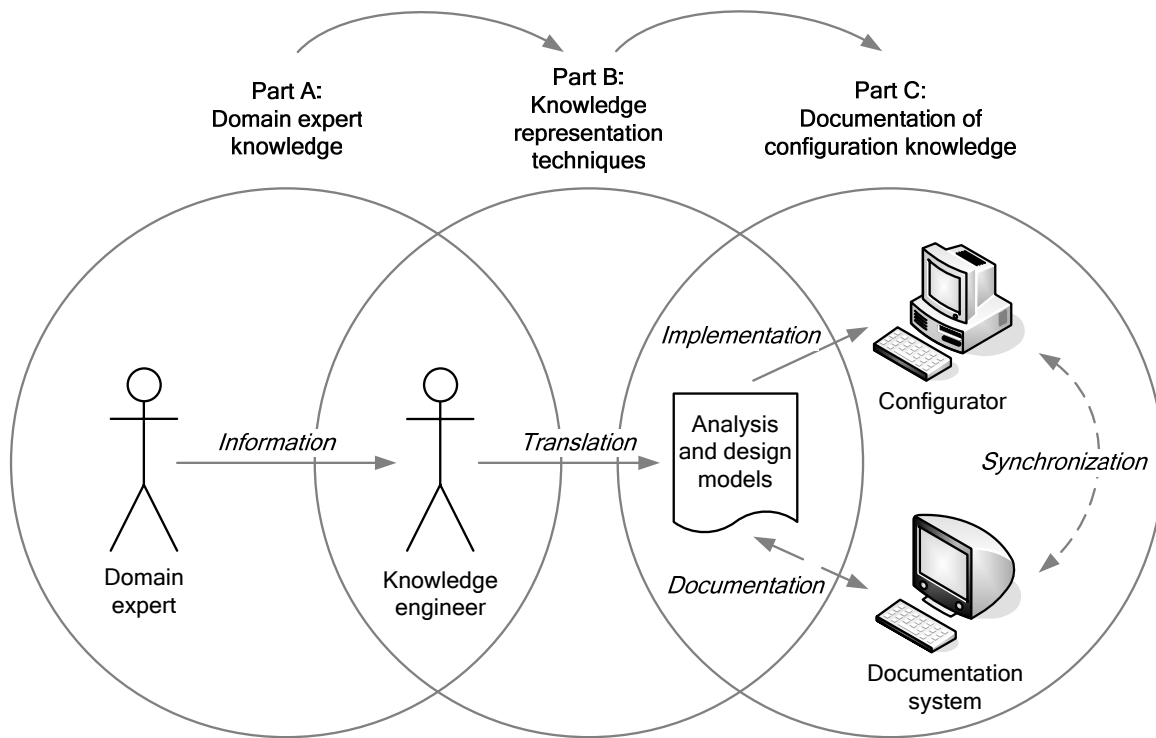 Part A:
Domain expert
knowledge
Part B:
Knowledge
representation
techniques
Part C:
Documentation of
configuration knowledge
Information
Domain
expert
Translation
Knowledge
engineer
Implementation
Analysis
and design
models
Documentation
Configurator
Synchronization
Documentation
system